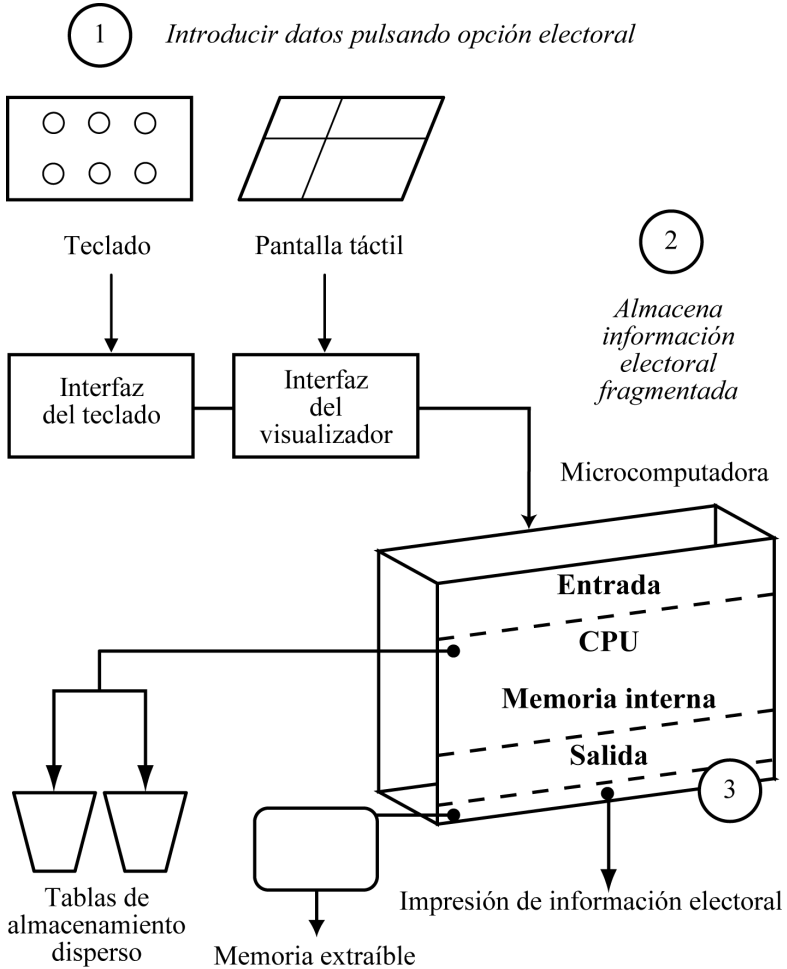 1
Introducir datos pulsando opción electoral
Teclado
Pantalla táctil
2
Almacena
información
electoral
fragmentada
Interfaz
del teclado
Interfaz
del
visualizador
Microcomputadora
Entrada
CPU
Memoria interna
Salida
3
Tablas de
almacenamiento
disperso
Memoria extraíble
Impresión de información electoral